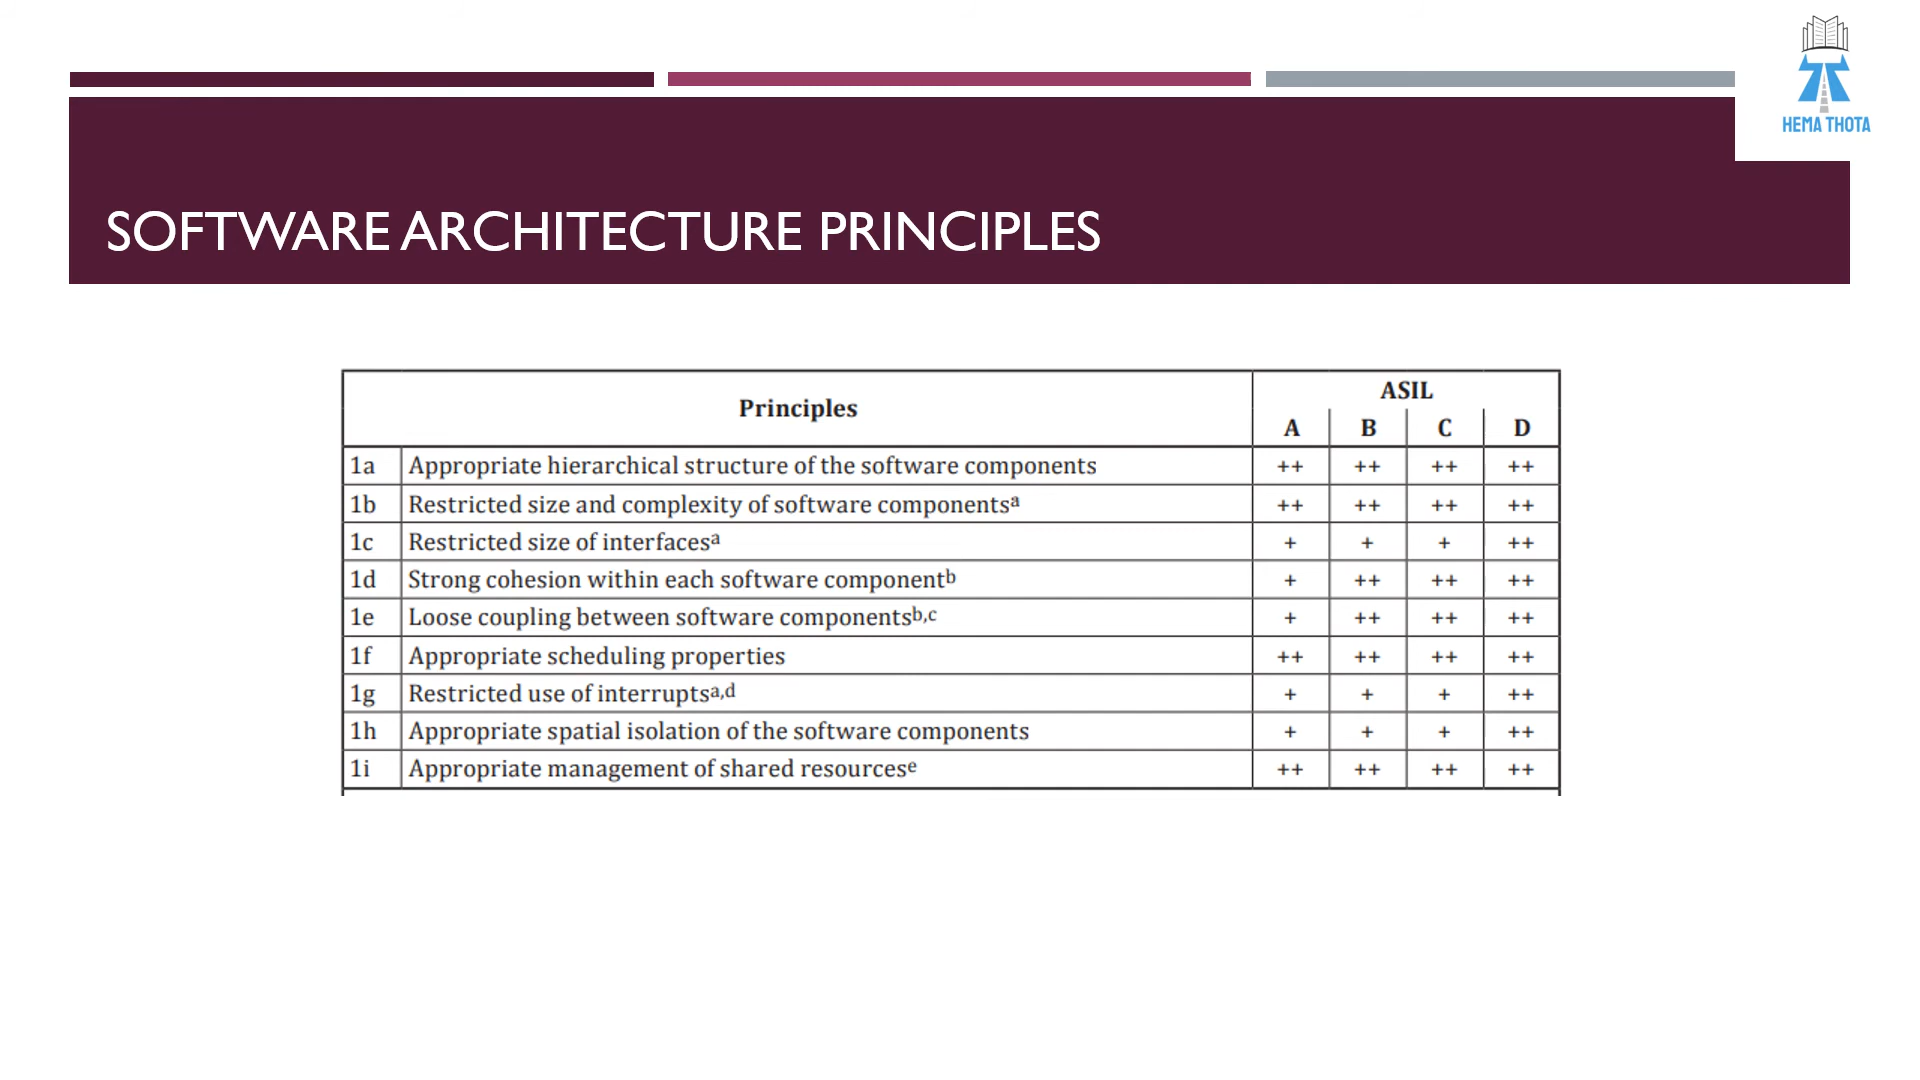 HEMA THOTA
SOFTWARE ARCHITECTURE PRINCIPLES
Principles ASIL
A B C D
1a Appropriate hierarchical structure of the software components ++ ++ ++ ++
1b Restricted size and complexity of software componentsa ++ ++ ++ ++
1c Restricted size of interfacesa + + + ++
1d Strong cohesion within each software componentb + ++ ++ ++
1e Loose coupling between software componentsb,c + ++ ++ ++
1f Appropriate scheduling properties ++ ++ ++ ++
1g Restricted use of interruptsa,d + + + ++
1h Appropriate spatial isolation of the software components + + + ++
1i Appropriate management of shared resourcese ++ ++ ++ ++